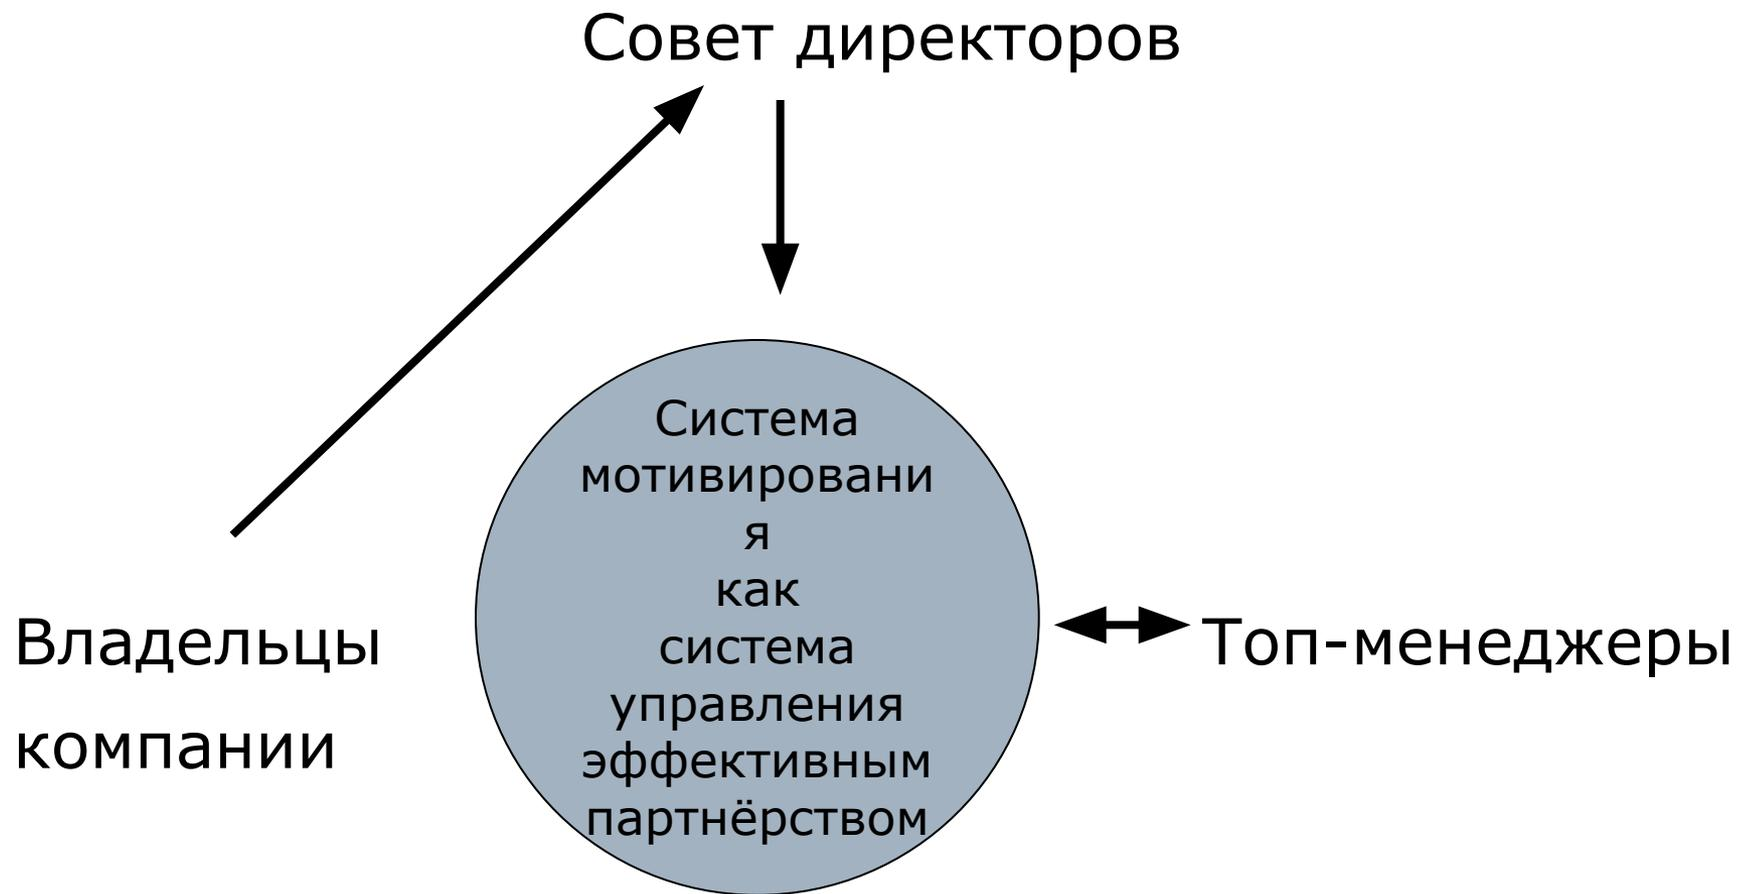 Совет директоров
Система
мотивировани
я
как
система
управления
эффективным
партнёрством
Владельцы
компании
Топ-менеджеры